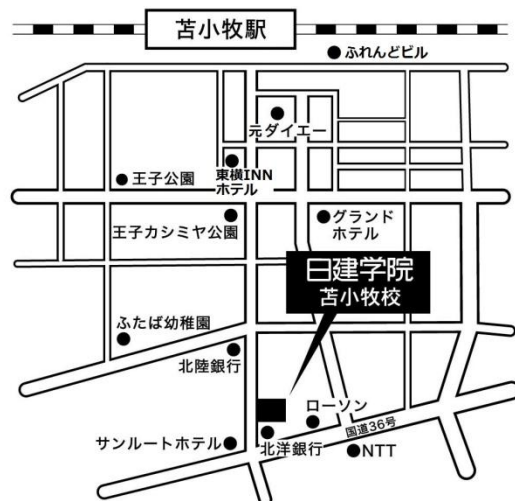 苫小牧駅
ふれんどビル
元ダイエー
東横INN
ホテル
王子公園
王子カシミヤ公園
グランド
ホテル
日建学院
苫小牧校
ふたば幼稚園
北陸銀行
ローソン
国道36号
サンルートホテル
北洋銀行
NTT